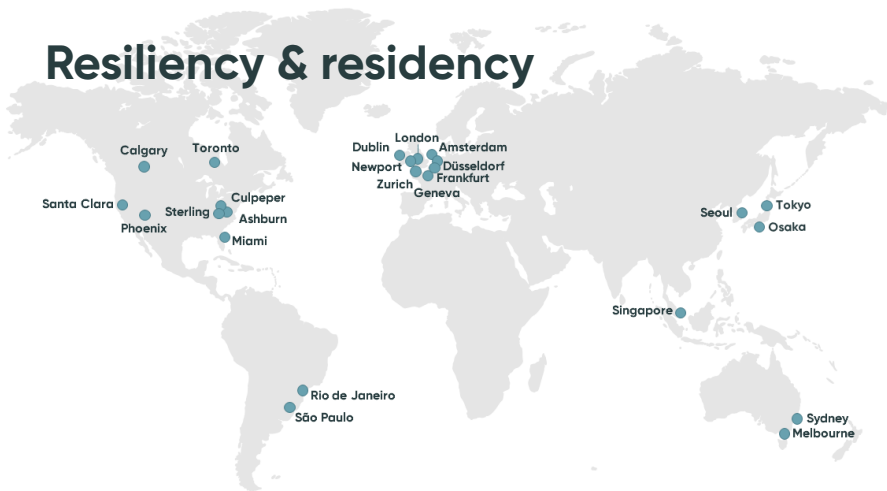 Resiliency & residency
London
Dublin
Amsterdam
Calgary
Toronto
Newport
Düsseldorf
Frankfurt
Zurich
Geneva
Santa Clara
Culpeper
Sterling
Ashburn
Phoenix
Miami
Seoul
Tokyo
Osaka
Singapore
Rio de Janeiro
São Paulo
Sydney
Melbourne